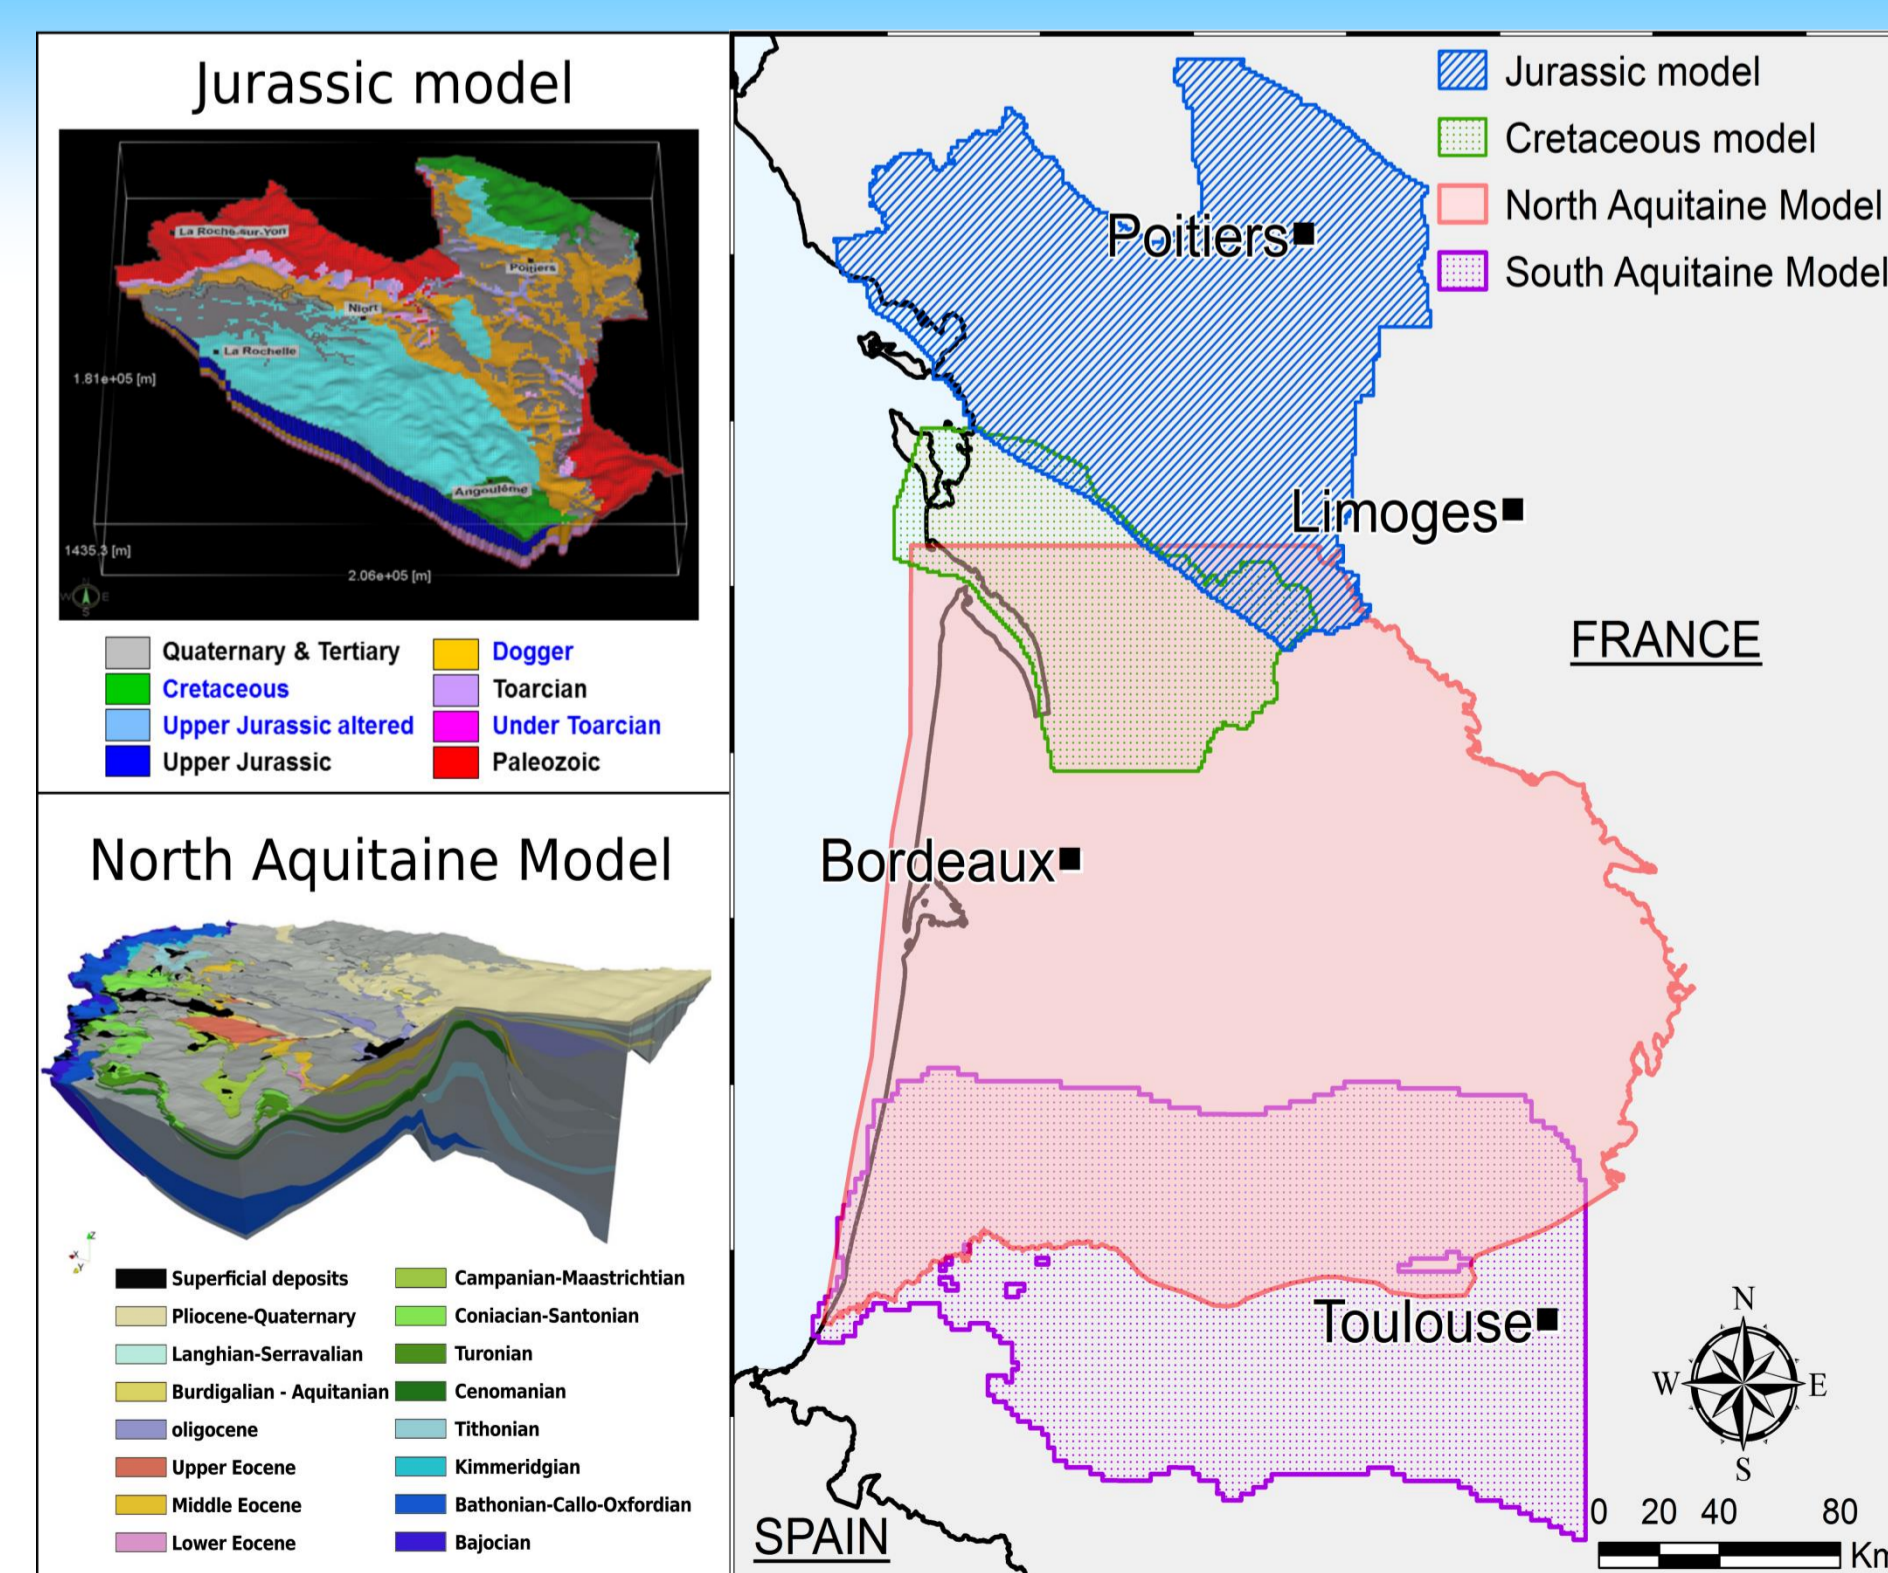 Jurassic model
La Roche-sur-Yon
Poitiers
Niort
La Rochelle
Angoulême
1.81e+05 [m]
1435.3 [m]
2.06e+05 [m]
N
W E
S
Quaternary & Tertiary
Cretaceous
Upper Jurassic altered
Upper Jurassic
Dogger
Toarcian
Under Toarcian
Paleozoic
North Aquitaine Model
Z
X
Y
Superficial deposits
Pliocene-Quaternary
Langhian-Serravalian
Burdigalian - Aquitanian
oligocene
Upper Eocene
Middle Eocene
Lower Eocene
Campanian-Maastrichtian
Coniacian-Santonian
Turonian
Cenomanian
Tithonian
Kimmeridgian
Bathonian-Callo-Oxfordian
Bajocian
Jurassic model
Cretaceous model
North Aquitaine Model
South Aquitaine Model
Poitiers
Limoges
FRANCE
Bordeaux
Toulouse
SPAIN
N
W E
S
0 20 40 80
Km